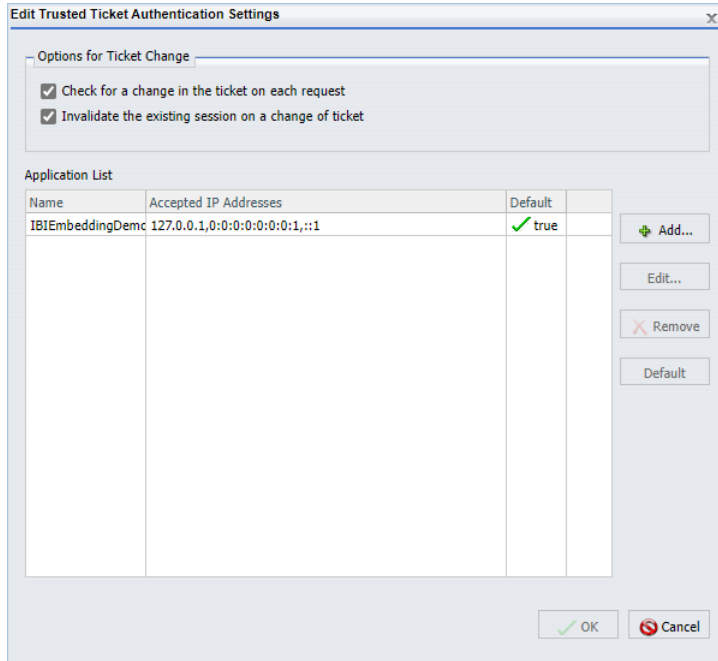 Edit Trusted Ticket Authentication Settings
Options for Ticket Change
Check for a change in the ticket on each request
Invalidate the existing session on a change of ticket
Application List
Name Accepted IP Addresses Default
IBIEmbeddingDemo 127.0.0.1,0:0:0:0:0:0:0:1,::1 true
Add...
Edit...
Remove
Default
OK Cancel